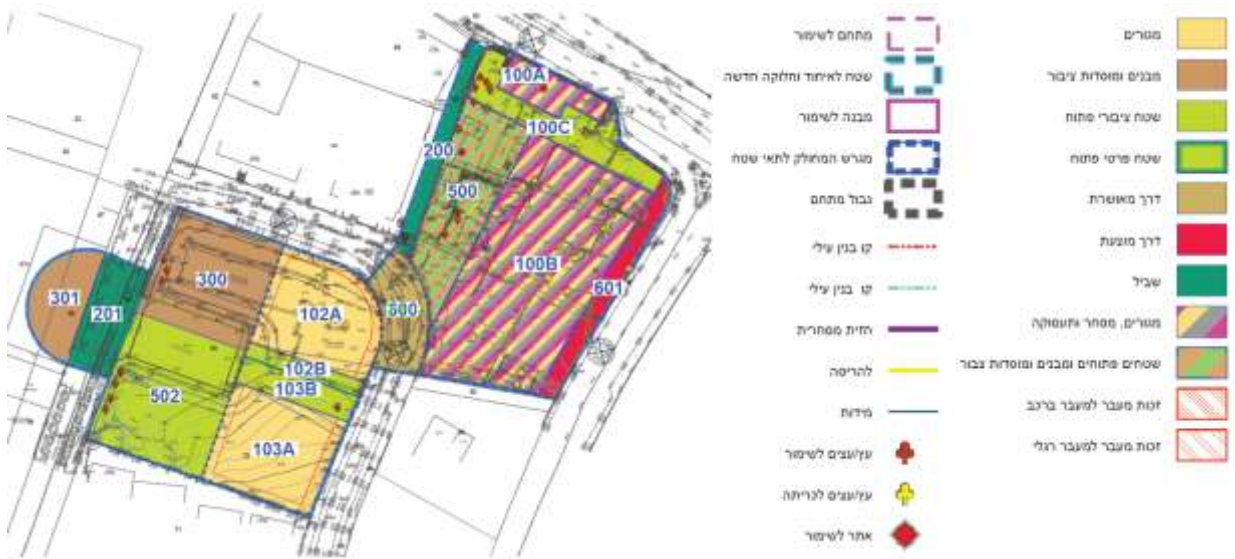 100A
100C
200
500
100B
601
600
300
102A
301
201
102B
103B
502
103A
מתחם לשימור
שטח לאיחוד וחלוקה חדשה
מבנה לשימור
מגרש המחולק לתאי שטח
גבול מתחם
קו בנין עילי
קו בנין עילי
חזית מסחרית
להריסה
מידות
עץ/עצים לשימור
עץ/עצים לכריתה
אתר לשימור
מגורים
מבנים ומוסדות ציבור
שטח ציבורי פתוח
שטח פרטי פתוח
דרך מאושרת
דרך מוצעת
שביל
מגורים, מסחר ותעסוקה
שטחים פתוחים ומבנים ומוסדות צבור
זכות מעבר למעבר ברכב
זכות מעבר למעבר רגלי